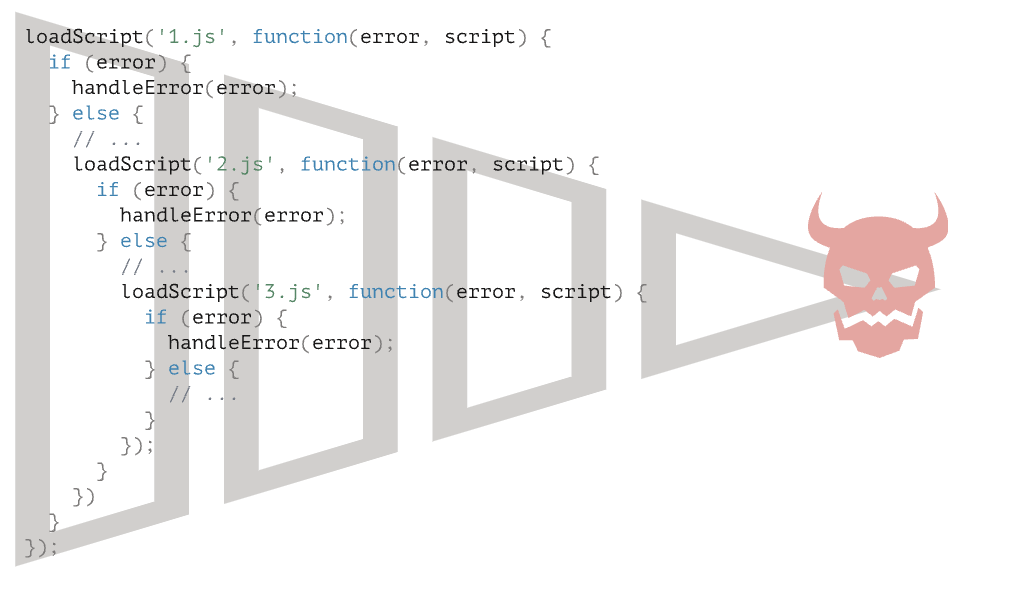 loadScript('1.js', function(error, script) {
  if (error) {
    handleError(error);
  } else {
    // ...
    loadScript('2.js', function(error, script) {
      if (error) {
        handleError(error);
      } else {
        // ...
        loadScript('3.js', function(error, script) {
          if (error) {
            handleError(error);
          } else {
            // ...
          }
        });
      }
    })
  }
});